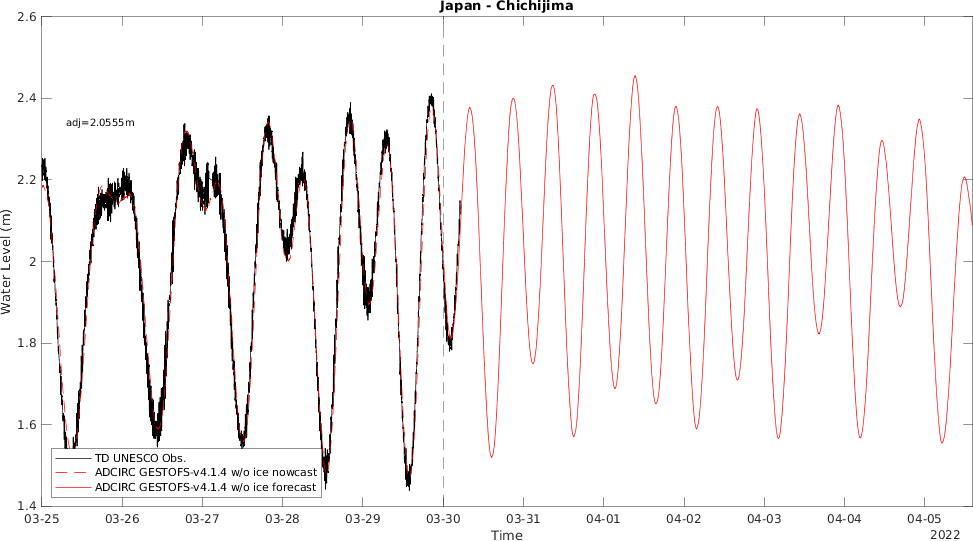 Japan - Chichijima
2.6
2.4
2.2
2
1.8
1.6
1.4
Water Level (m)
adj=2.0555m
TD UNESCO Obs.
ADCIRC GESTOFS-v4.1.4 w/o ice nowcast
ADCIRC GESTOFS-v4.1.4 w/o ice forecast
03-25 03-26 03-27 03-28 03-29 03-30 03-31 04-01 04-02 04-03 04-04 04-05
Time
2022